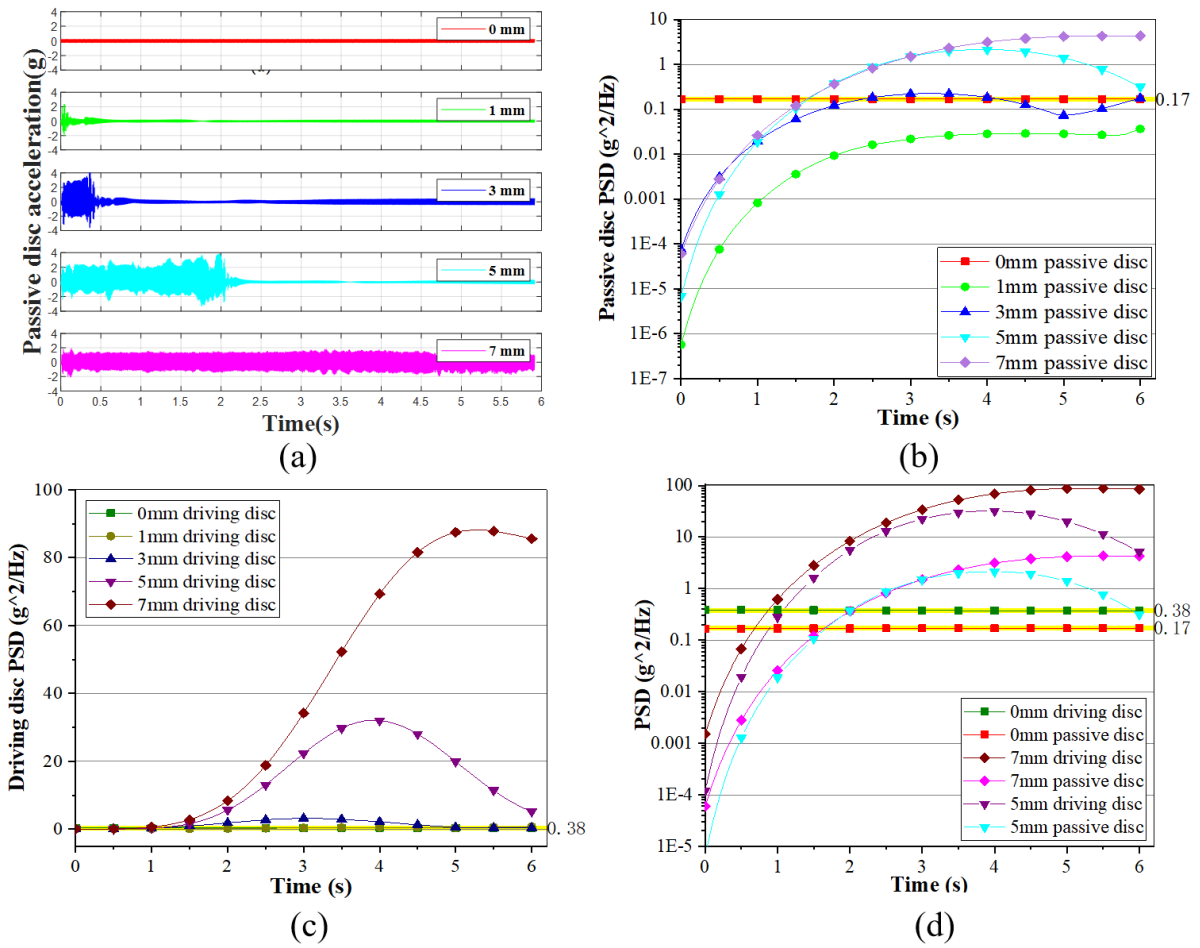 Passive disc acceleration(g)
4
2
0
-2
-4
0 mm
4
2
0
-2
-4
1 mm
4
2
0
-2
-4
3 mm
4
2
0
-2
-4
5 mm
4
2
0
-2
-4
7 mm
0 0.5 1 1.5 2 2.5 3 3.5 4 4.5 5 5.5 6
Time(s)
(a)
Passive disc PSD (g^2/Hz)
10
1
0.1
0.01
0.001
1E-4
1E-5
1E-6
1E-7
0.17
0mm passive disc
1mm passive disc
3mm passive disc
5mm passive disc
7mm passive disc
0 1 2 3 4 5 6
Time (s)
(b)
Driving disc PSD (g^2/Hz)
100
80
60
40
20
0
0mm driving disc
1mm driving disc
3mm driving disc
5mm driving disc
7mm driving disc
0.38
0 1 2 3 4 5 6
Time (s)
(c)
PSD (g^2/Hz)
100
10
1
0.1
0.01
0.001
1E-4
1E-5
0.38
0.17
0mm driving disc
0mm passive disc
7mm driving disc
7mm passive disc
5mm driving disc
5mm passive disc
0 1 2 3 4 5 6
Time (s)
(d)